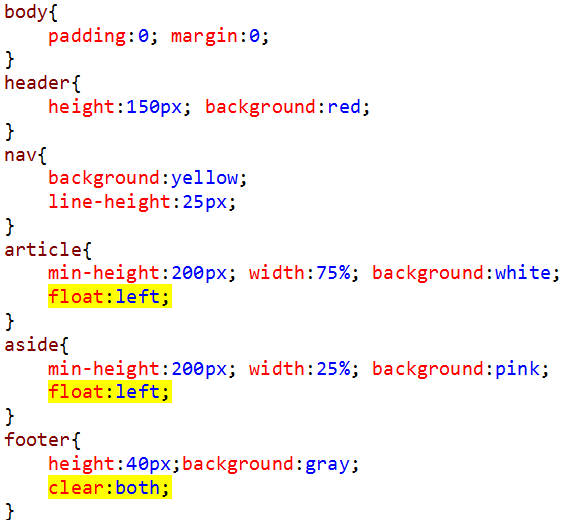 body{
    padding:0; margin:0;
}
header{
    height:150px; background:red;
}
nav{
    background:yellow;
    line-height:25px;
}
article{
    min-height:200px; width:75%; background:white;
    float:left;
}
aside{
    min-height:200px; width:25%; background:pink;
    float:left;
}
footer{
    height:40px;background:gray;
    clear:both;
}